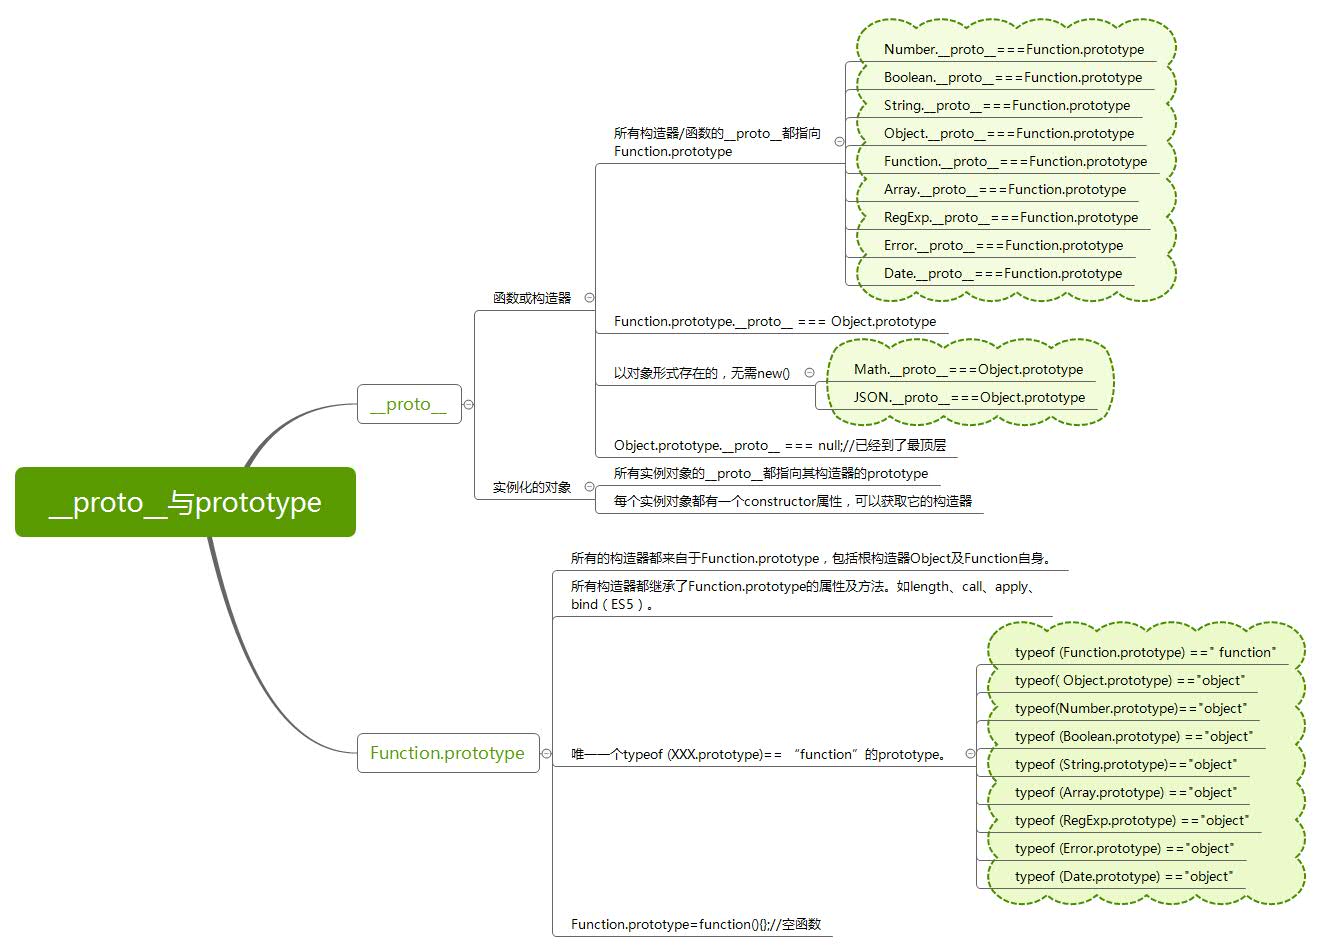 __proto__与prototype
__proto__
函数或构造器
所有构造器/函数的__proto__都指向
Function.prototype
Number.__proto__===Function.prototype
Boolean.__proto__===Function.prototype
String.__proto__===Function.prototype
Object.__proto__===Function.prototype
Function.__proto__===Function.prototype
Array.__proto__===Function.prototype
RegExp.__proto__===Function.prototype
Error.__proto__===Function.prototype
Date.__proto__===Function.prototype
Function.prototype.__proto__ === Object.prototype
以对象形式存在的，无需new()
Math.__proto__===Object.prototype
JSON.__proto__===Object.prototype
Object.prototype.__proto__ === null;//已经到了最顶层
实例化的对象
所有实例对象的__proto__都指向其构造器的prototype
每个实例对象都有一个constructor属性，可以获取它的构造器
Function.prototype
所有的构造器都来自于Function.prototype，包括根构造器Object及Function自身。
所有构造器都继承了Function.prototype的属性及方法。如length、call、apply、
bind（ES5）。
唯一一个typeof (XXX.prototype)== “function”的prototype。
typeof (Function.prototype) ==" function"
typeof( Object.prototype) =="object"
typeof(Number.prototype)=="object"
typeof (Boolean.prototype) =="object"
typeof (String.prototype)=="object"
typeof (Array.prototype) =="object"
typeof (RegExp.prototype) =="object"
typeof (Error.prototype) =="object"
typeof (Date.prototype) =="object"
Function.prototype=function(){};//空函数